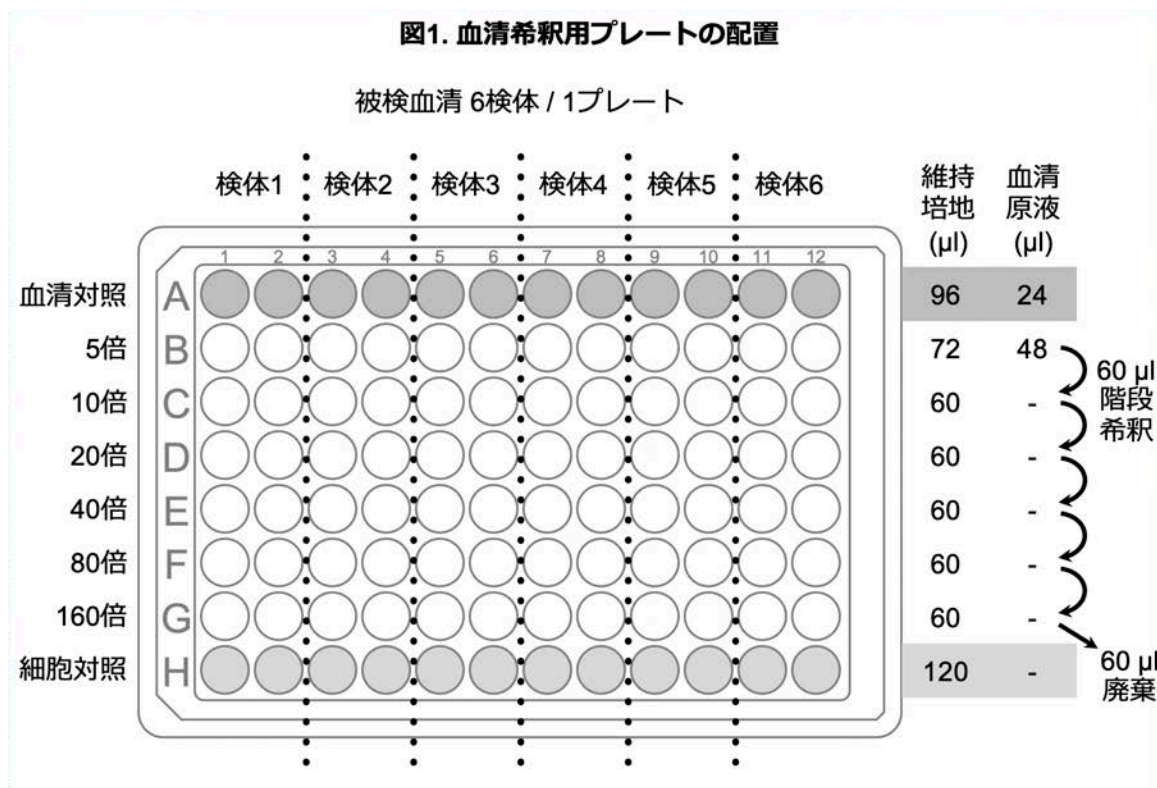 図1. 血清希釈用プレートの配置
被検血清 6検体 / 1プレート
検体1 検体2 検体3 検体4 検体5 検体6
維持培地 (μl)
血清原液 (μl)
1 2 3 4 5 6 7 8 9 10 11 12
血清対照 A 96 24
5倍 B 72 48
60 μl 階段希釈
10倍 C 60 -
20倍 D 60 -
40倍 E 60 -
80倍 F 60 -
160倍 G 60 -
細胞対照 H 120 -
60 μl 廃棄